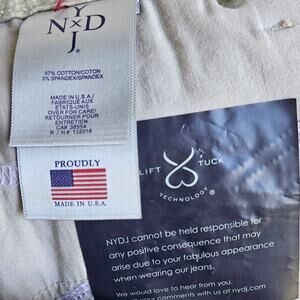 NYDJ
97% COTTON/COTON
3% SPANDEX/SPANDEX
MADE IN U.S.A./
FABRIQUE AUX
ETATS-UNIS
OVER FOR CARE/
RETOURNER POUR
ENTRETIEN
CA# 38554
R / N# 132016
PROUDLY
MADE IN U.S.A.
LIFT TUCK
TECHNOLOGY®
NYDJ cannot be held responsible for
any positive consequence that may
arise due to your fabulous appearance
when wearing our jeans.
We would love to hear from you.
your comments with us at nydj.com